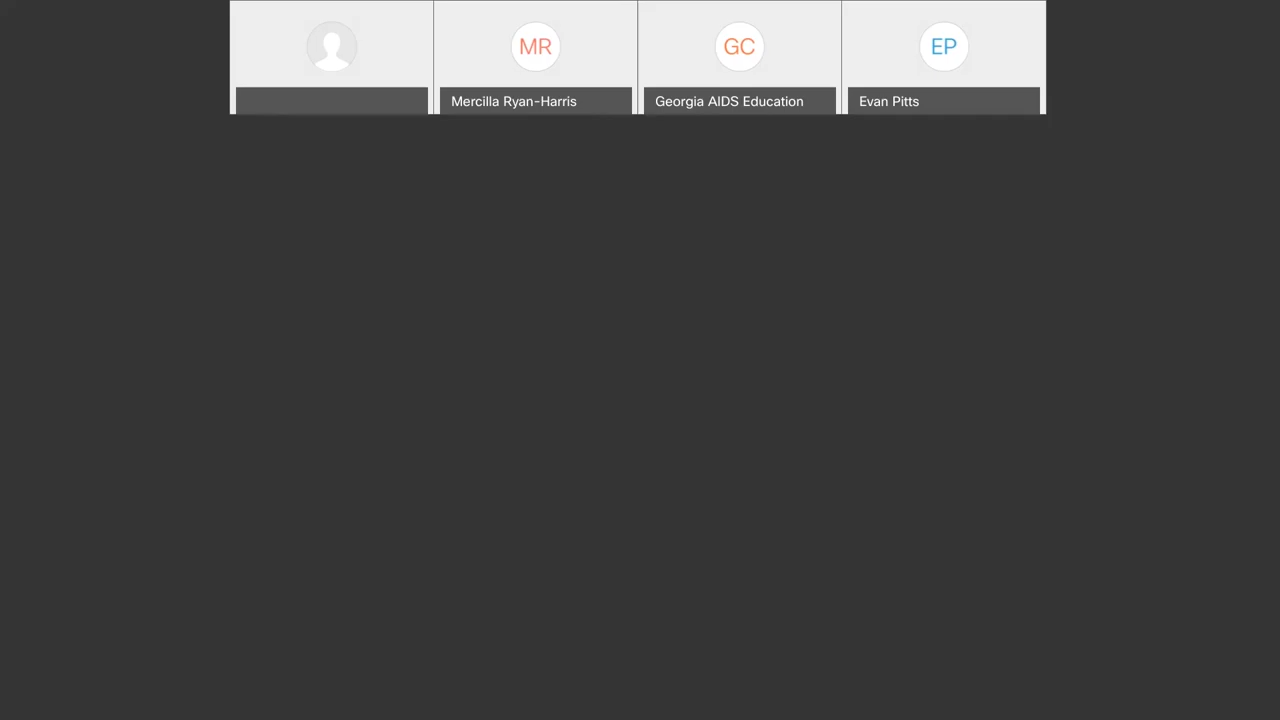 MR
GC
EP
Mercilla Ryan-Harris
Georgia AIDS Education
Evan Pitts